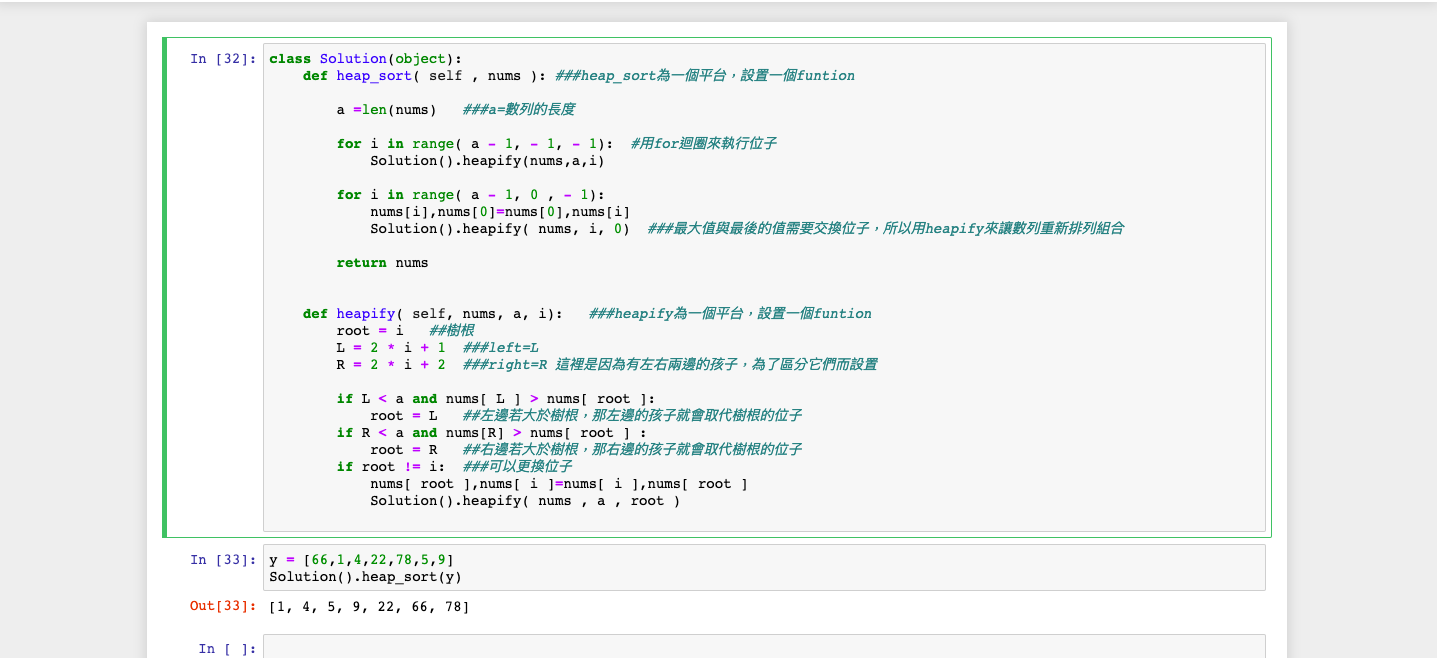 In [32]: class Solution(object):
    def heap_sort( self , nums ): ###heap_sort為一個平台，設置一個funtion
        a =len(nums)   ###a=數列的長度
        for i in range( a - 1, - 1, - 1):  #用for迴圈來執行位子
            Solution().heapify(nums,a,i)
        for i in range( a - 1, 0 , - 1):
            nums[i],nums[0]=nums[0],nums[i]
            Solution().heapify( nums, i, 0)  ###最大值與最後的值需要交換位子，所以用heapify來讓數列重新排列組合
        return nums
    def heapify( self, nums, a, i):   ###heapify為一個平台，設置一個funtion
        root = i   ##樹根
        L = 2 * i + 1  ###left=L
        R = 2 * i + 2  ###right=R 這裡是因為有左右兩邊的孩子，為了區分它們而設置
        if L < a and nums[ L ] > nums[ root ]:
            root = L   ##左邊若大於樹根，那左邊的孩子就會取代樹根的位子
        if R < a and nums[R] > nums[ root ] :
            root = R   ##右邊若大於樹根，那右邊的孩子就會取代樹根的位子
        if root != i:  ###可以更換位子
            nums[ root ],nums[ i ]=nums[ i ],nums[ root ]
            Solution().heapify( nums , a , root )
In [33]: y = [66,1,4,22,78,5,9]
Solution().heap_sort(y)
Out[33]: [1, 4, 5, 9, 22, 66, 78]
In [ ]: